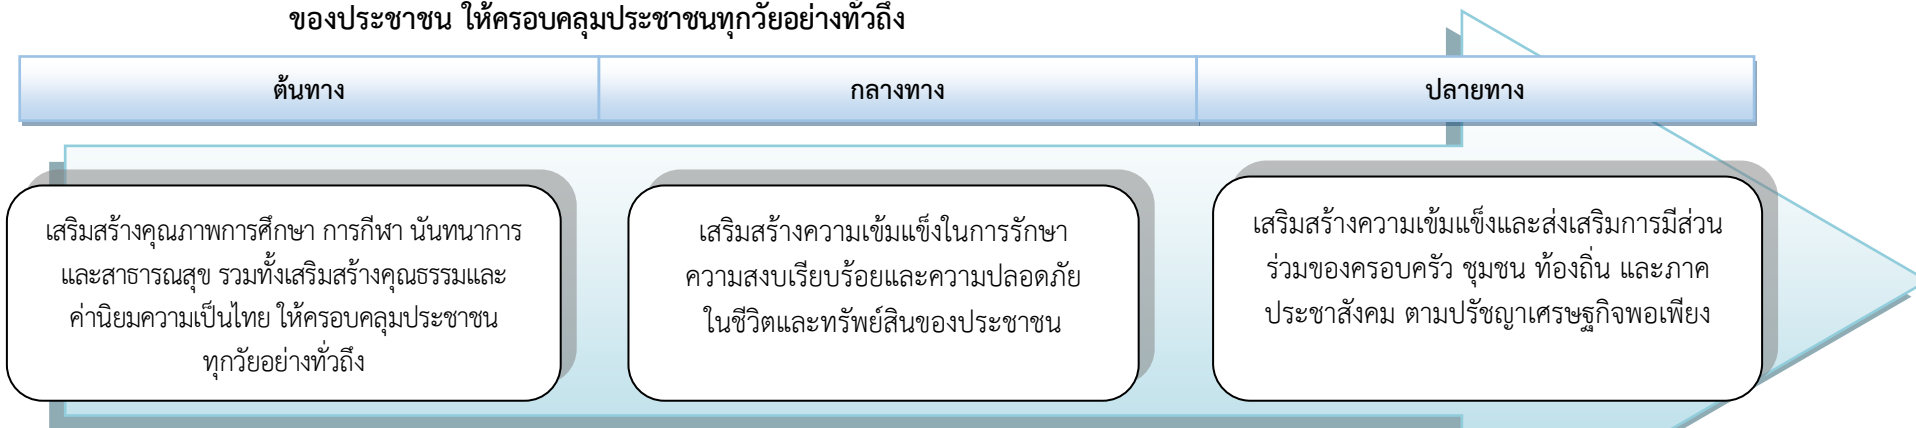 ของประชาชน ให้ครอบคลุมประชาชนทุกวัยอย่างทั่วถึง
ต้นทาง
กลางทาง
ปลายทาง
เสริมสร้างคุณภาพการศึกษา การกีฬา นันทนาการ
และสาธารณสุข รวมทั้งเสริมสร้างคุณธรรมและ
ค่านิยมความเป็นไทย ให้ครอบคลุมประชาชน
ทุกวัยอย่างทั่วถึง
เสริมสร้างความเข้มแข็งในการรักษา
ความสงบเรียบร้อยและความปลอดภัย
ในชีวิตและทรัพย์สินของประชาชน
เสริมสร้างความเข้มแข็งและส่งเสริมการมีส่วน
ร่วมของครอบครัว ชุมชน ท้องถิ่น และภาค
ประชาสังคม ตามปรัชญาเศรษฐกิจพอเพียง